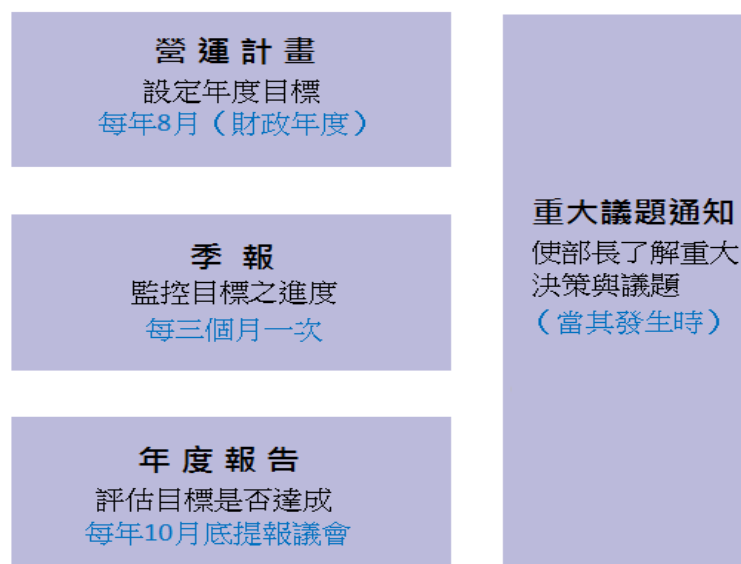 營運計畫
設定年度目標
每年8月（財政年度）
季報
監控目標之進度
每三個月一次
年度報告
評估目標是否達成
每年10月底提報議會
重大議題通知
使部長了解重大
決策與議題
（當其發生時）